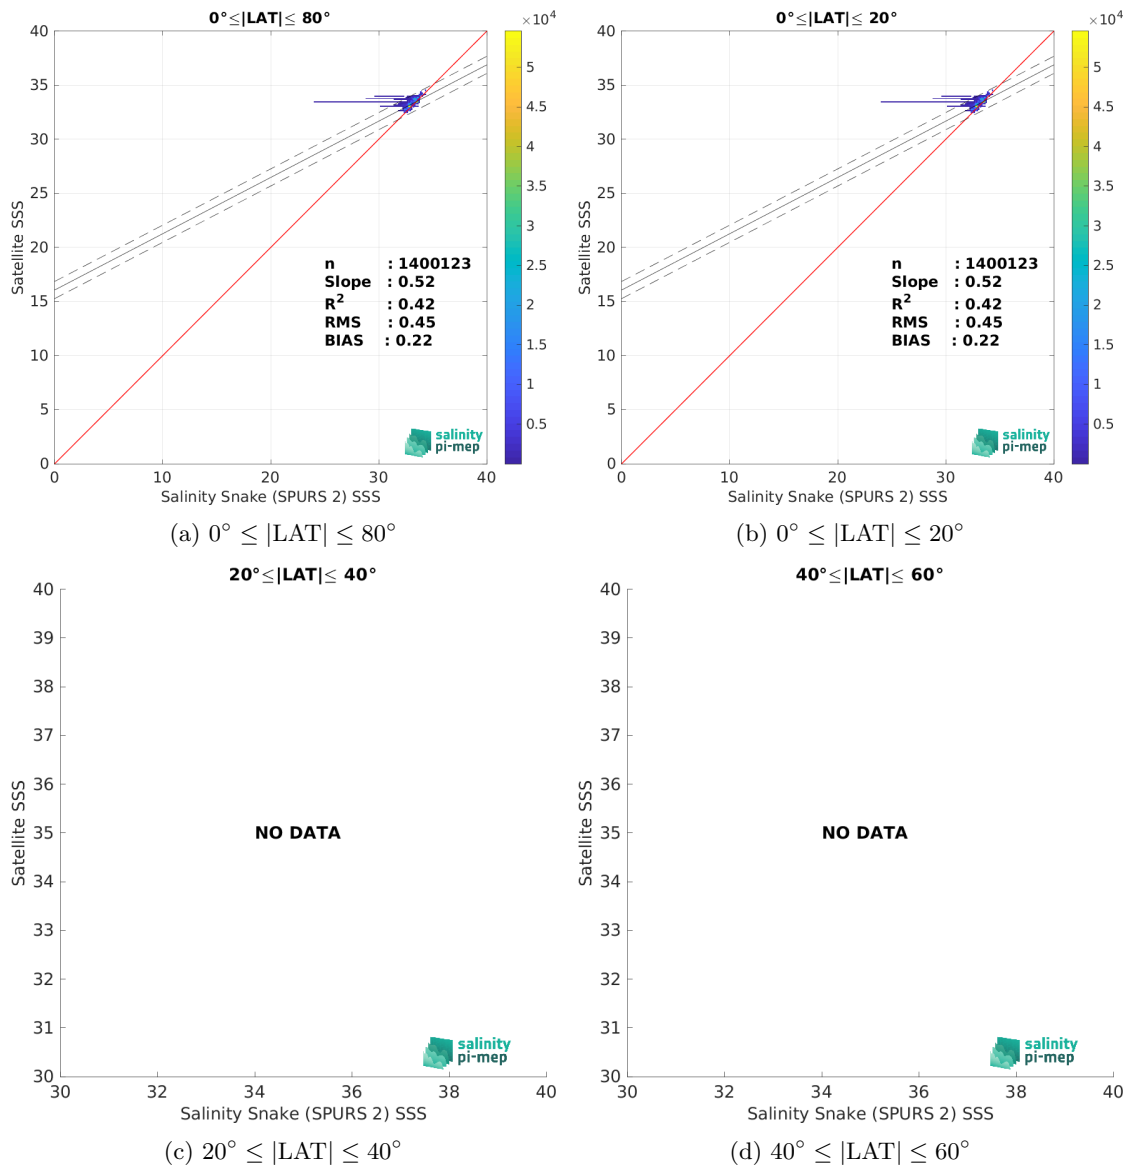 0°≤|LAT|≤ 80°
×10⁴
40
35
30
25
20
15
10
5
0
0 10 20 30 40
5
4.5
4
3.5
3
2.5
2
1.5
1
0.5
Satellite SSS
n : 1400123
Slope : 0.52
R² : 0.42
RMS : 0.45
BIAS : 0.22
salinity
pi-mep
Salinity Snake (SPURS 2) SSS
(a) 0° ≤ |LAT| ≤ 80°
0°≤|LAT|≤ 20°
×10⁴
40
35
30
25
20
15
10
5
0
0 10 20 30 40
5
4.5
4
3.5
3
2.5
2
1.5
1
0.5
Satellite SSS
n : 1400123
Slope : 0.52
R² : 0.42
RMS : 0.45
BIAS : 0.22
salinity
pi-mep
Salinity Snake (SPURS 2) SSS
(b) 0° ≤ |LAT| ≤ 20°
20°≤|LAT|≤ 40°
40
39
38
37
36
35
34
33
32
31
30
30 32 34 36 38 40
Satellite SSS
NO DATA
salinity
pi-mep
Salinity Snake (SPURS 2) SSS
(c) 20° ≤ |LAT| ≤ 40°
40°≤|LAT|≤ 60°
40
39
38
37
36
35
34
33
32
31
30
30 32 34 36 38 40
Satellite SSS
NO DATA
salinity
pi-mep
Salinity Snake (SPURS 2) SSS
(d) 40° ≤ |LAT| ≤ 60°